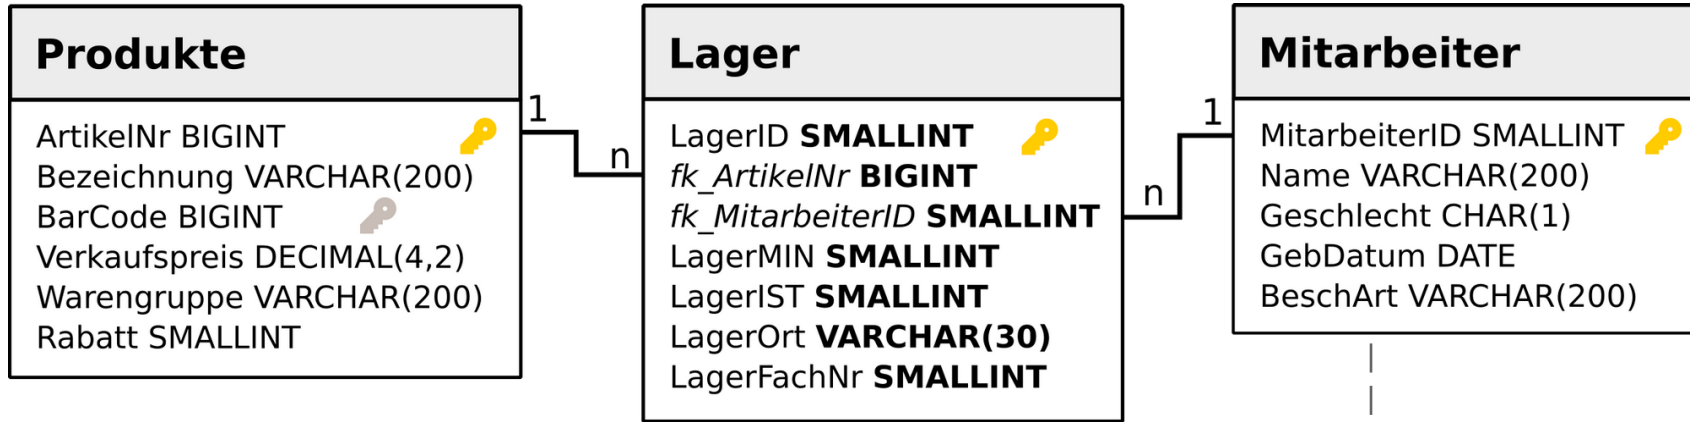 Produkte
ArtikelNr BIGINT
Bezeichnung VARCHAR(200)
BarCode BIGINT
Verkaufspreis DECIMAL(4,2)
Warengruppe VARCHAR(200)
Rabatt SMALLINT
1
n
Lager
LagerID SMALLINT
fk_ArtikelNr BIGINT
fk_MitarbeiterID SMALLINT
LagerMIN SMALLINT
LagerIST SMALLINT
LagerOrt VARCHAR(30)
LagerFachNr SMALLINT
n
1
Mitarbeiter
MitarbeiterID SMALLINT
Name VARCHAR(200)
Geschlecht CHAR(1)
GebDatum DATE
BeschArt VARCHAR(200)